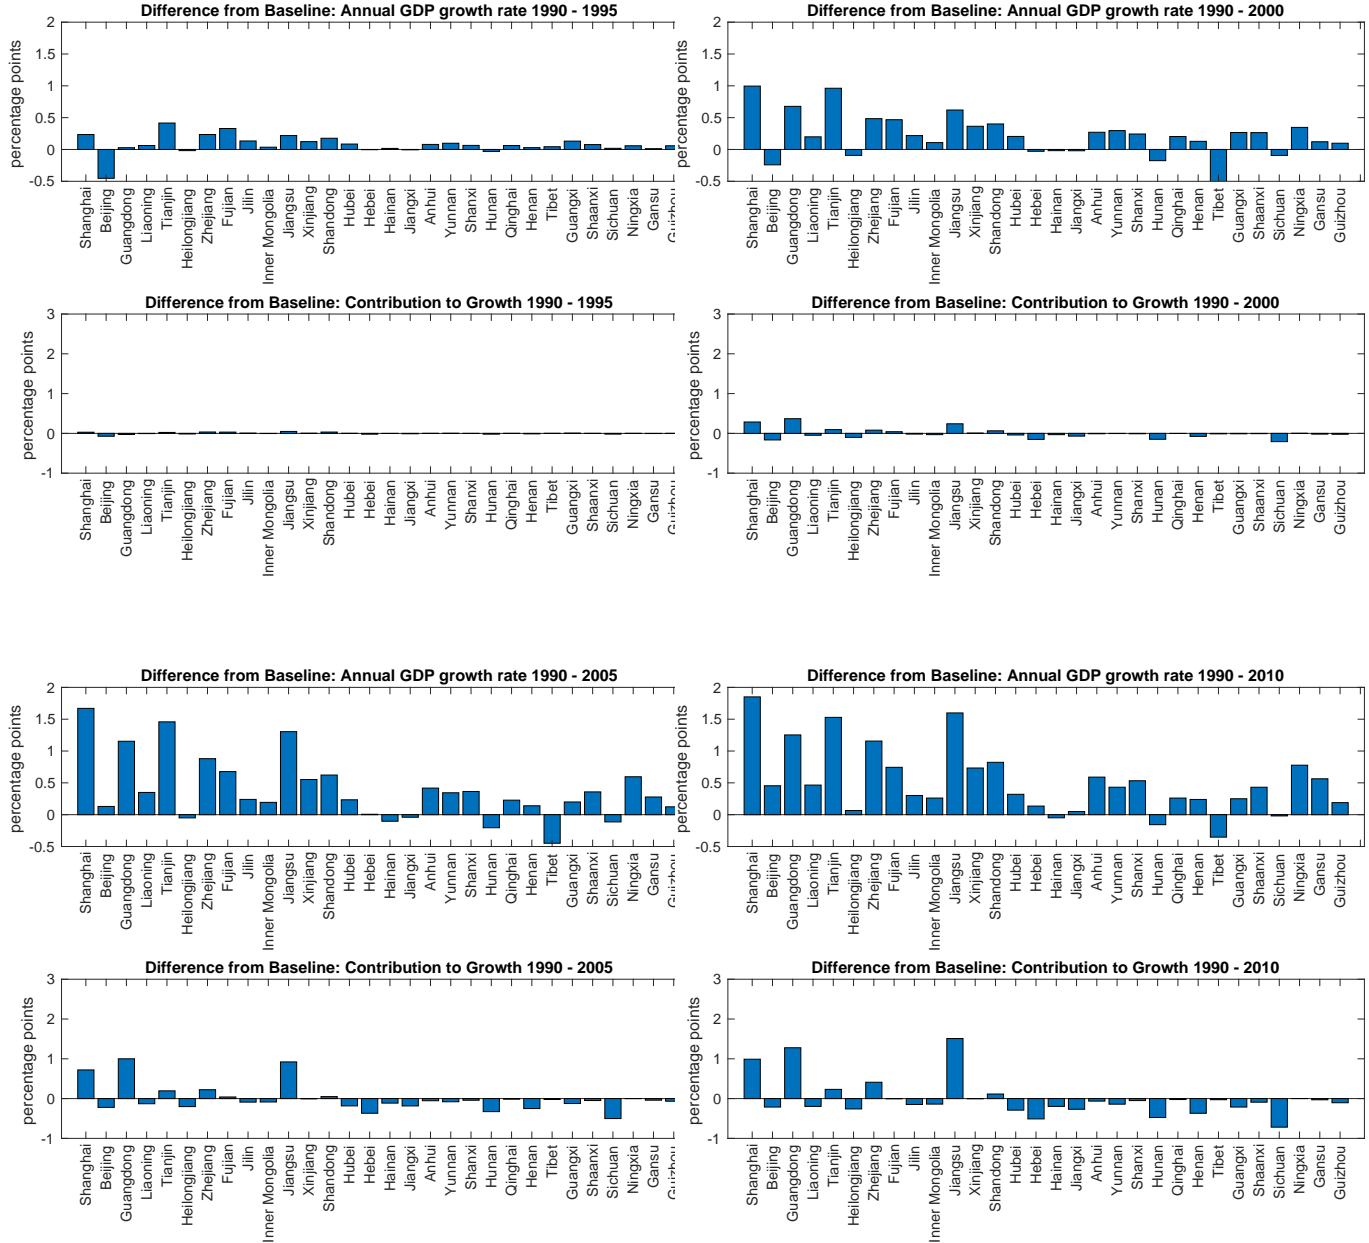 Difference from Baseline: Annual GDP growth rate 1990 - 1995
percentage points
2
1.5
1
0.5
0
-0.5
Shanghai Beijing Guangdong Liaoning Tianjin Heilongjiang Zhejiang Fujian Jilin Inner Mongolia Jiangsu Xinjiang Shandong Hubei Hebei Hainan Jiangxi Anhui Yunnan Shanxi Hunan Qinghai Henan Tibet Guangxi Shaanxi Sichuan Ningxia Gansu
Difference from Baseline: Annual GDP growth rate 1990 - 2000
percentage points
2
1.5
1
0.5
0
-0.5
Shanghai Beijing Guangdong Liaoning Tianjin Heilongjiang Zhejiang Fujian Jilin Inner Mongolia Jiangsu Xinjiang Shandong Hubei Hebei Hainan Jiangxi Anhui Yunnan Shanxi Hunan Qinghai Henan Tibet Guangxi Shaanxi Sichuan Ningxia Gansu Guizhou
Difference from Baseline: Contribution to Growth 1990 - 1995
percentage points
3
2
1
0
-1
Shanghai Beijing Guangdong Liaoning Tianjin Heilongjiang Zhejiang Fujian Jilin Inner Mongolia Jiangsu Xinjiang Shandong Hubei Hebei Hainan Jiangxi Anhui Yunnan Shanxi Hunan Qinghai Henan Tibet Guangxi Shaanxi Sichuan Ningxia Gansu
Difference from Baseline: Contribution to Growth 1990 - 2000
percentage points
3
2
1
0
-1
Shanghai Beijing Guangdong Liaoning Tianjin Heilongjiang Zhejiang Fujian Jilin Inner Mongolia Jiangsu Xinjiang Shandong Hubei Hebei Hainan Jiangxi Anhui Yunnan Shanxi Hunan Qinghai Henan Tibet Guangxi Shaanxi Sichuan Ningxia Gansu Guizhou
Difference from Baseline: Annual GDP growth rate 1990 - 2005
percentage points
2
1.5
1
0.5
0
-0.5
Shanghai Beijing Guangdong Liaoning Tianjin Heilongjiang Zhejiang Fujian Jilin Inner Mongolia Jiangsu Xinjiang Shandong Hubei Hebei Hainan Jiangxi Anhui Yunnan Shanxi Hunan Qinghai Henan Tibet Guangxi Shaanxi Sichuan Ningxia Gansu
Difference from Baseline: Annual GDP growth rate 1990 - 2010
percentage points
2
1.5
1
0.5
0
-0.5
Shanghai Beijing Guangdong Liaoning Tianjin Heilongjiang Zhejiang Fujian Jilin Inner Mongolia Jiangsu Xinjiang Shandong Hubei Hebei Hainan Jiangxi Anhui Yunnan Shanxi Hunan Qinghai Henan Tibet Guangxi Shaanxi Sichuan Ningxia Gansu Guizhou
Difference from Baseline: Contribution to Growth 1990 - 2005
percentage points
3
2
1
0
-1
Shanghai Beijing Guangdong Liaoning Tianjin Heilongjiang Zhejiang Fujian Jilin Inner Mongolia Jiangsu Xinjiang Shandong Hubei Hebei Hainan Jiangxi Anhui Yunnan Shanxi Hunan Qinghai Henan Tibet Guangxi Shaanxi Sichuan Ningxia Gansu
Difference from Baseline: Contribution to Growth 1990 - 2010
percentage points
3
2
1
0
-1
Shanghai Beijing Guangdong Liaoning Tianjin Heilongjiang Zhejiang Fujian Jilin Inner Mongolia Jiangsu Xinjiang Shandong Hubei Hebei Hainan Jiangxi Anhui Yunnan Shanxi Hunan Qinghai Henan Tibet Guangxi Shaanxi Sichuan Ningxia Gansu Guizhou